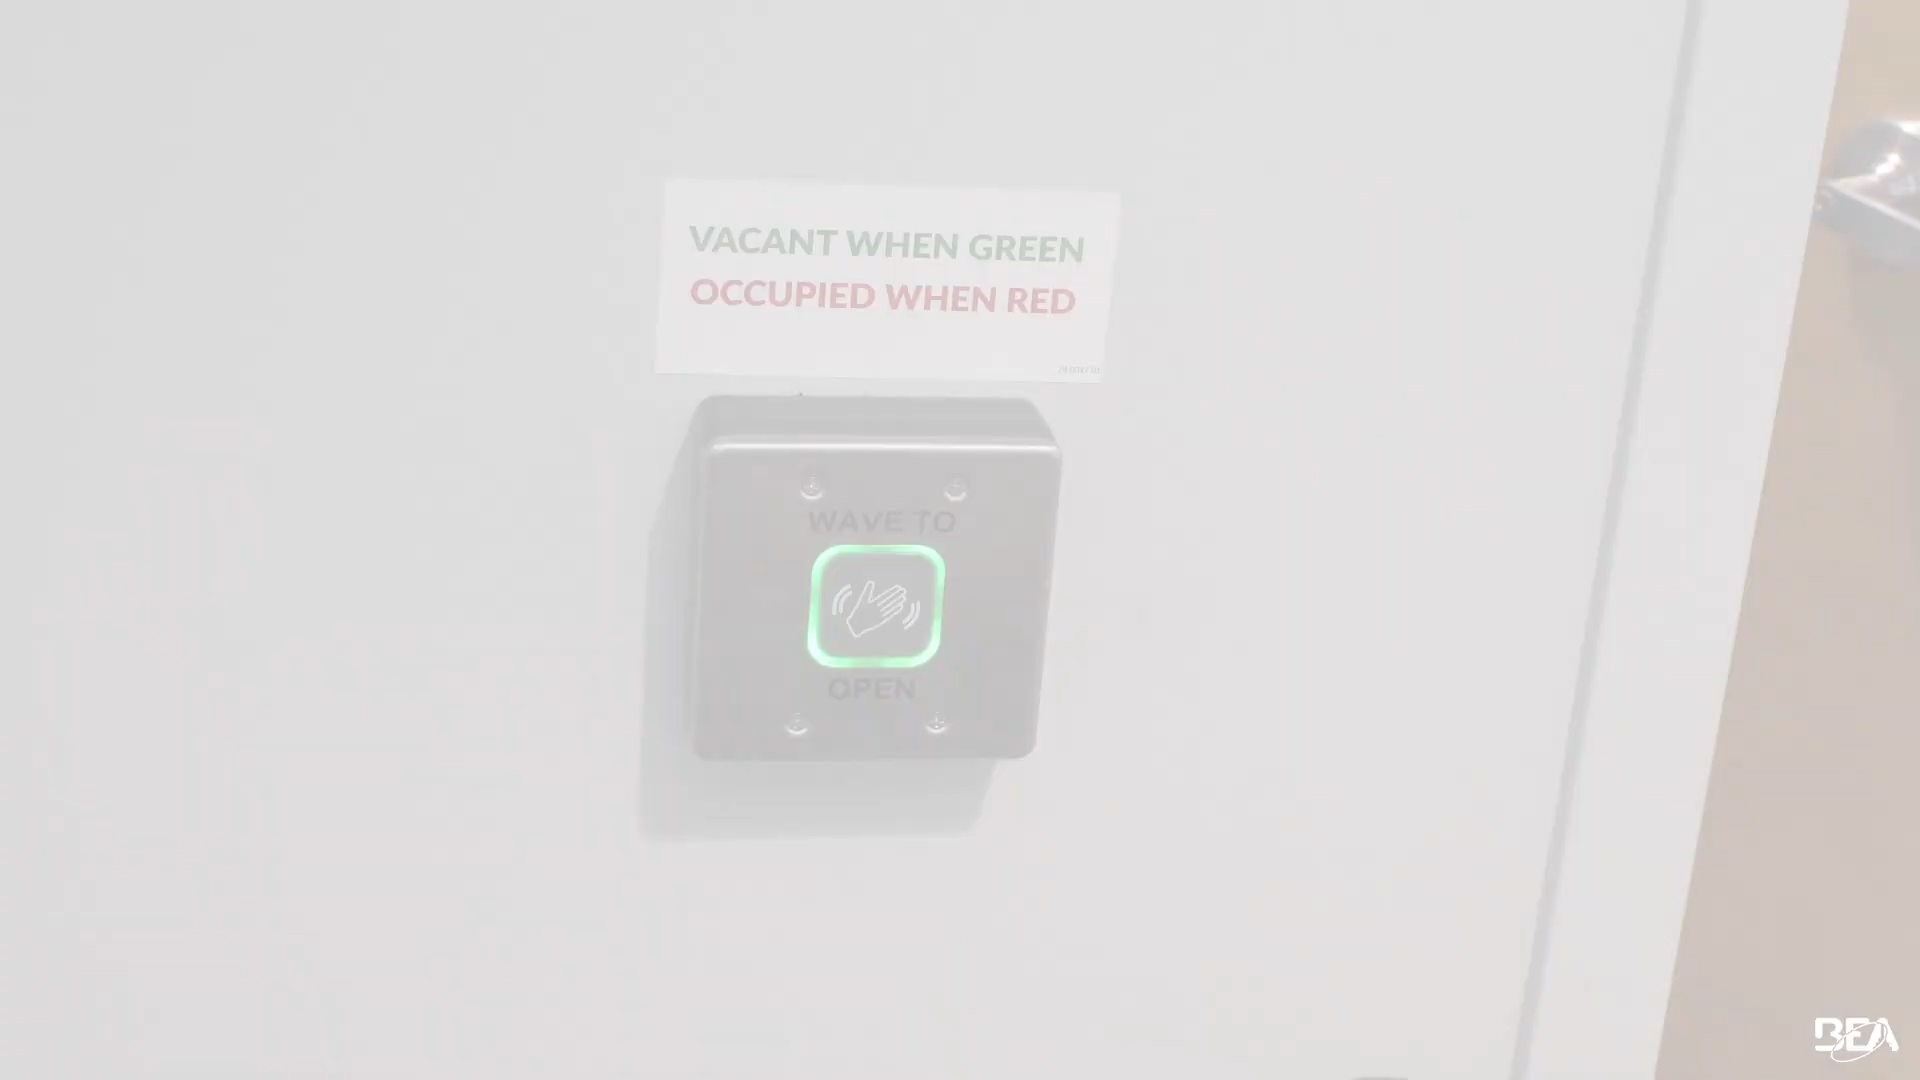 VACANT WHEN GREEN
OCCUPIED WHEN RED
WAVE TO
OPEN
BEA